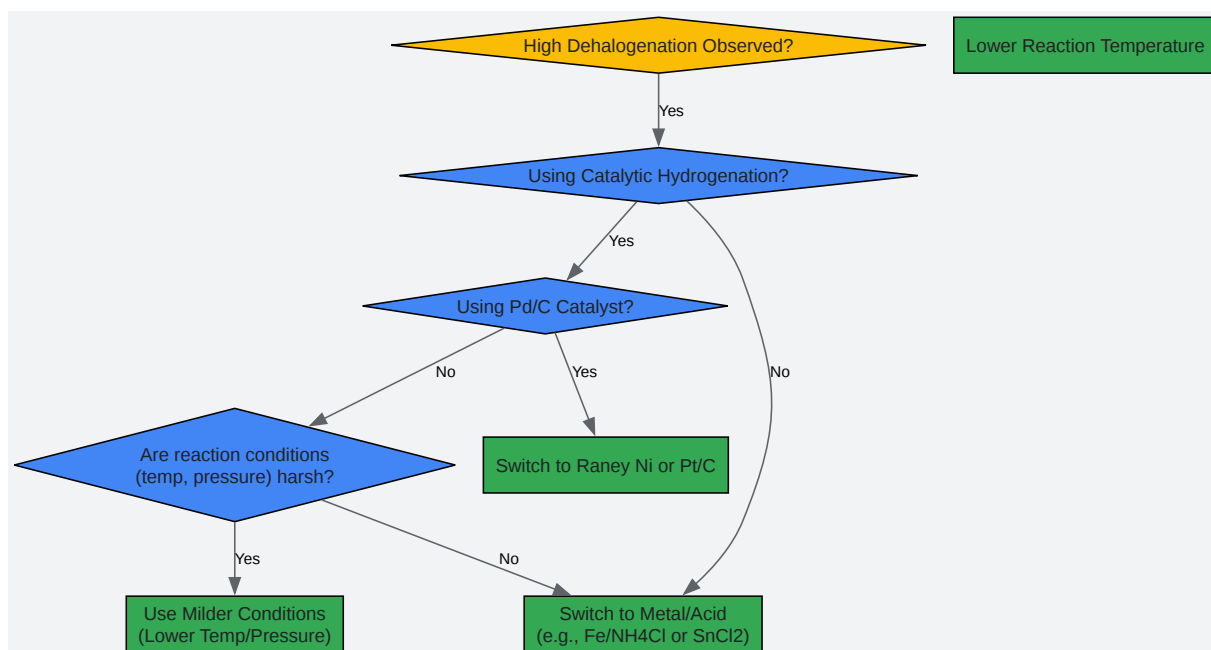 High Dehalogenation Observed?
Lower Reaction Temperature
Yes
Using Catalytic Hydrogenation?
Yes
Using Pd/C Catalyst?
No
Yes
No
Are reaction conditions
(temp, pressure) harsh?
Switch to Raney Ni or Pt/C
Yes
No
Use Milder Conditions
(Lower Temp/Pressure)
Switch to Metal/Acid
(e.g., Fe/NH4Cl or SnCl2)